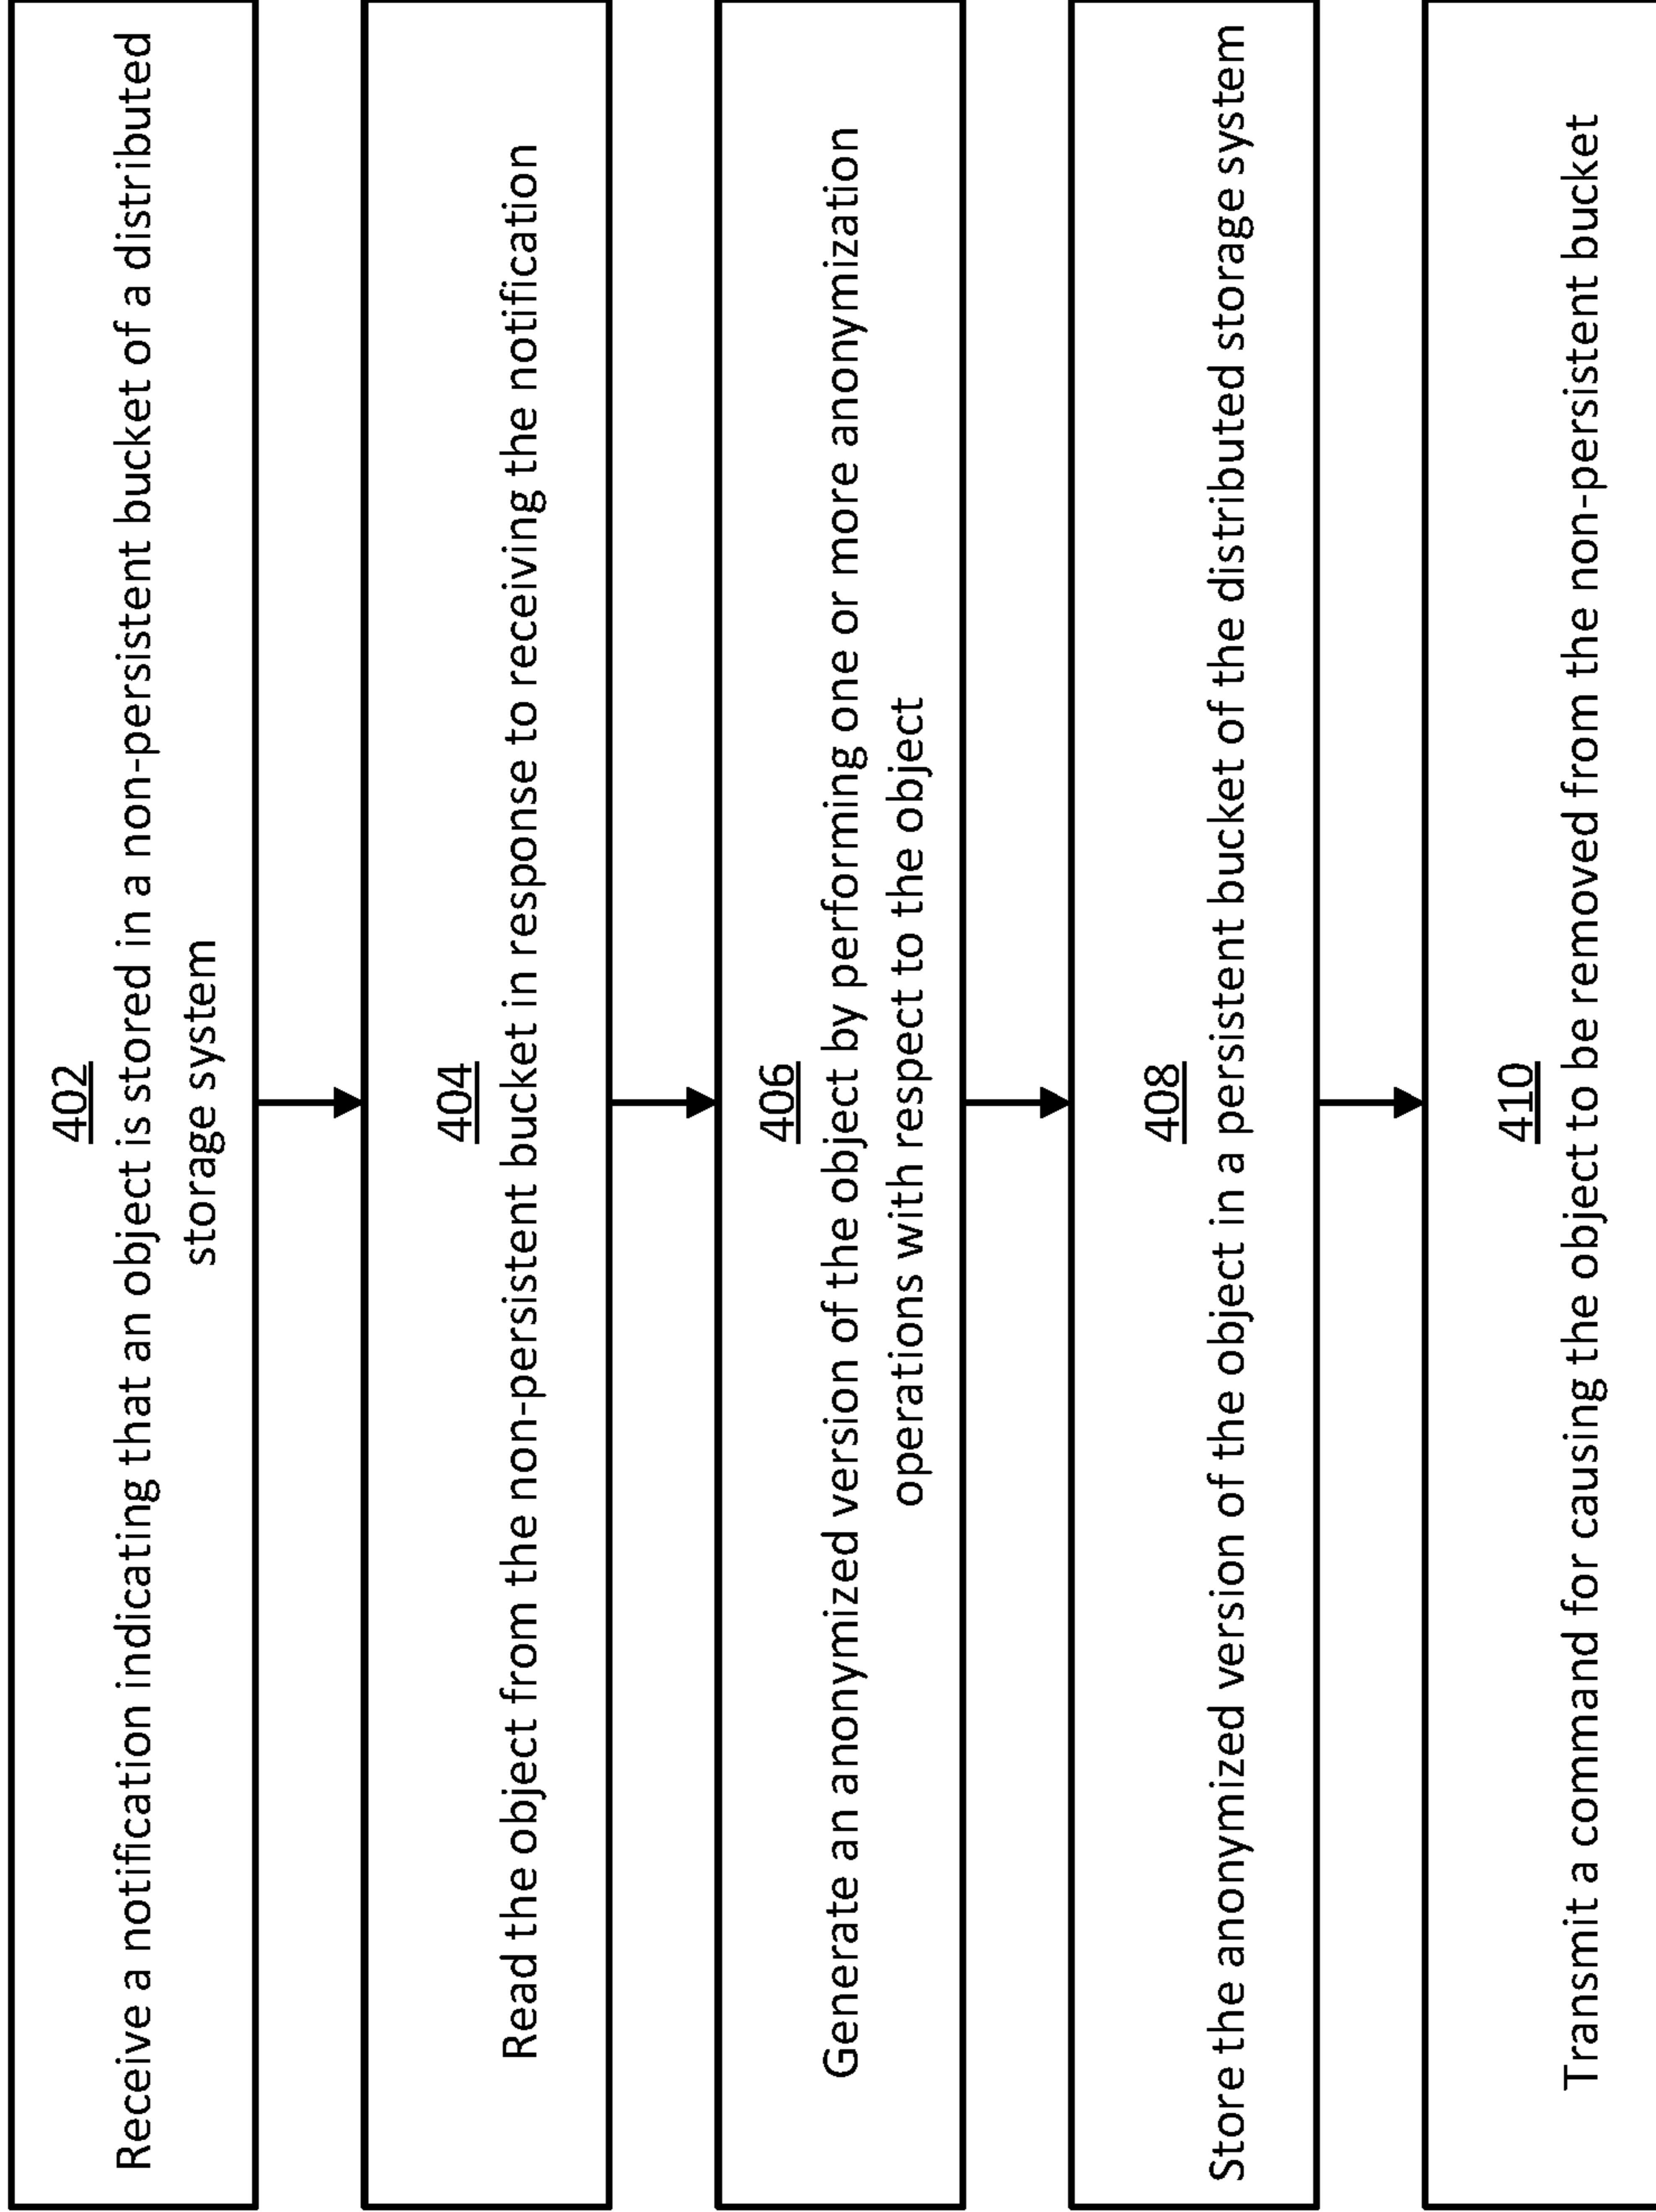 402
Receive a notification indicating that an object is stored in a non-persistent bucket of a distributed
storage system
404
Read the object from the non-persistent bucket in response to receiving the notification
406
Generate an anonymized version of the object by performing one or more anonymization
operations with respect to the object
408
Store the anonymized version of the object in a persistent bucket of the distributed storage system
410
Transmit a command for causing the object to be removed from the non-persistent bucket